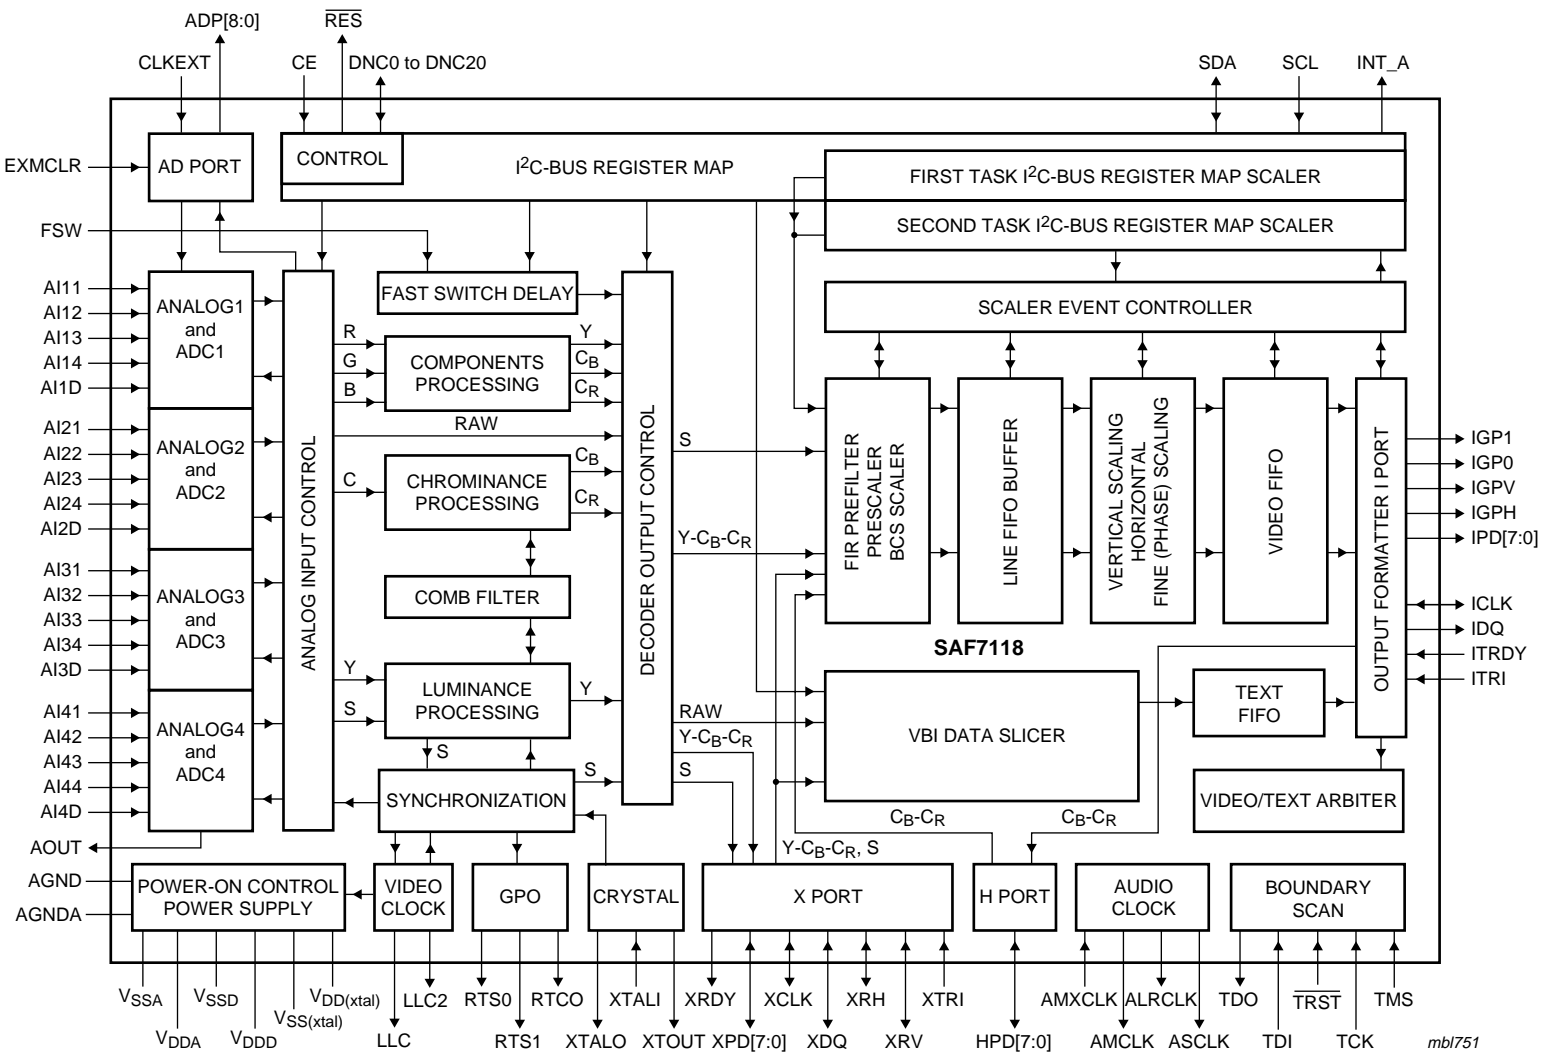 ADP[8:0]
RES
CLKEXT
CE
DNC0 to DNC20
SDA
SCL
INT_A
EXMCLR
AD PORT
CONTROL
I2C-BUS REGISTER MAP
FIRST TASK I2C-BUS REGISTER MAP SCALER
SECOND TASK I2C-BUS REGISTER MAP SCALER
FSW
AI11
AI12
AI13
AI14
AI1D
ANALOG1
and
ADC1
AI21
AI22
AI23
AI24
AI2D
ANALOG2
and
ADC2
AI31
AI32
AI33
AI34
AI3D
ANALOG3
and
ADC3
AI41
AI42
AI43
AI44
AI4D
ANALOG4
and
ADC4
AOUT
AGND
AGNDA
ANALOG INPUT CONTROL
FAST SWITCH DELAY
R
G
B
COMPONENTS
PROCESSING
Y
CB
CR
RAW
C
CHROMINANCE
PROCESSING
CB
CR
COMB FILTER
Y
S
LUMINANCE
PROCESSING
Y
S
SYNCHRONIZATION
S
DECODER OUTPUT CONTROL
S
Y-CB-CR
RAW
Y-CB-CR
S
SCALER EVENT CONTROLLER
FIR PREFILTER
PRESCALER
BCS SCALER
LINE FIFO BUFFER
VERTICAL SCALING
HORIZONTAL
FINE (PHASE) SCALING
VIDEO FIFO
OUTPUT FORMATTER I PORT
IGP1
IGP0
IGPV
IGPH
IPD[7:0]
ICLK
IDQ
ITRDY
ITRI
SAF7118
VBI DATA SLICER
TEXT
FIFO
VIDEO/TEXT ARBITER
CB-CR
CB-CR
Y-CB-CR, S
POWER-ON CONTROL
POWER SUPPLY
VIDEO
CLOCK
GPO
CRYSTAL
X PORT
H PORT
AUDIO
CLOCK
BOUNDARY
SCAN
VSSA
VDDA
VSSD
VDDD
VSS(xtal)
VDD(xtal)
LLC
LLC2
RTS0
RTS1
RTCO
XTALO
XTALI
XTOUT
XRDY
XPD[7:0]
XCLK
XDQ
XRH
XRV
XTRI
HPD[7:0]
AMXCLK
AMCLK
ALRCLK
ASCLK
TDO
TDI
TRST
TCK
TMS
mbl751